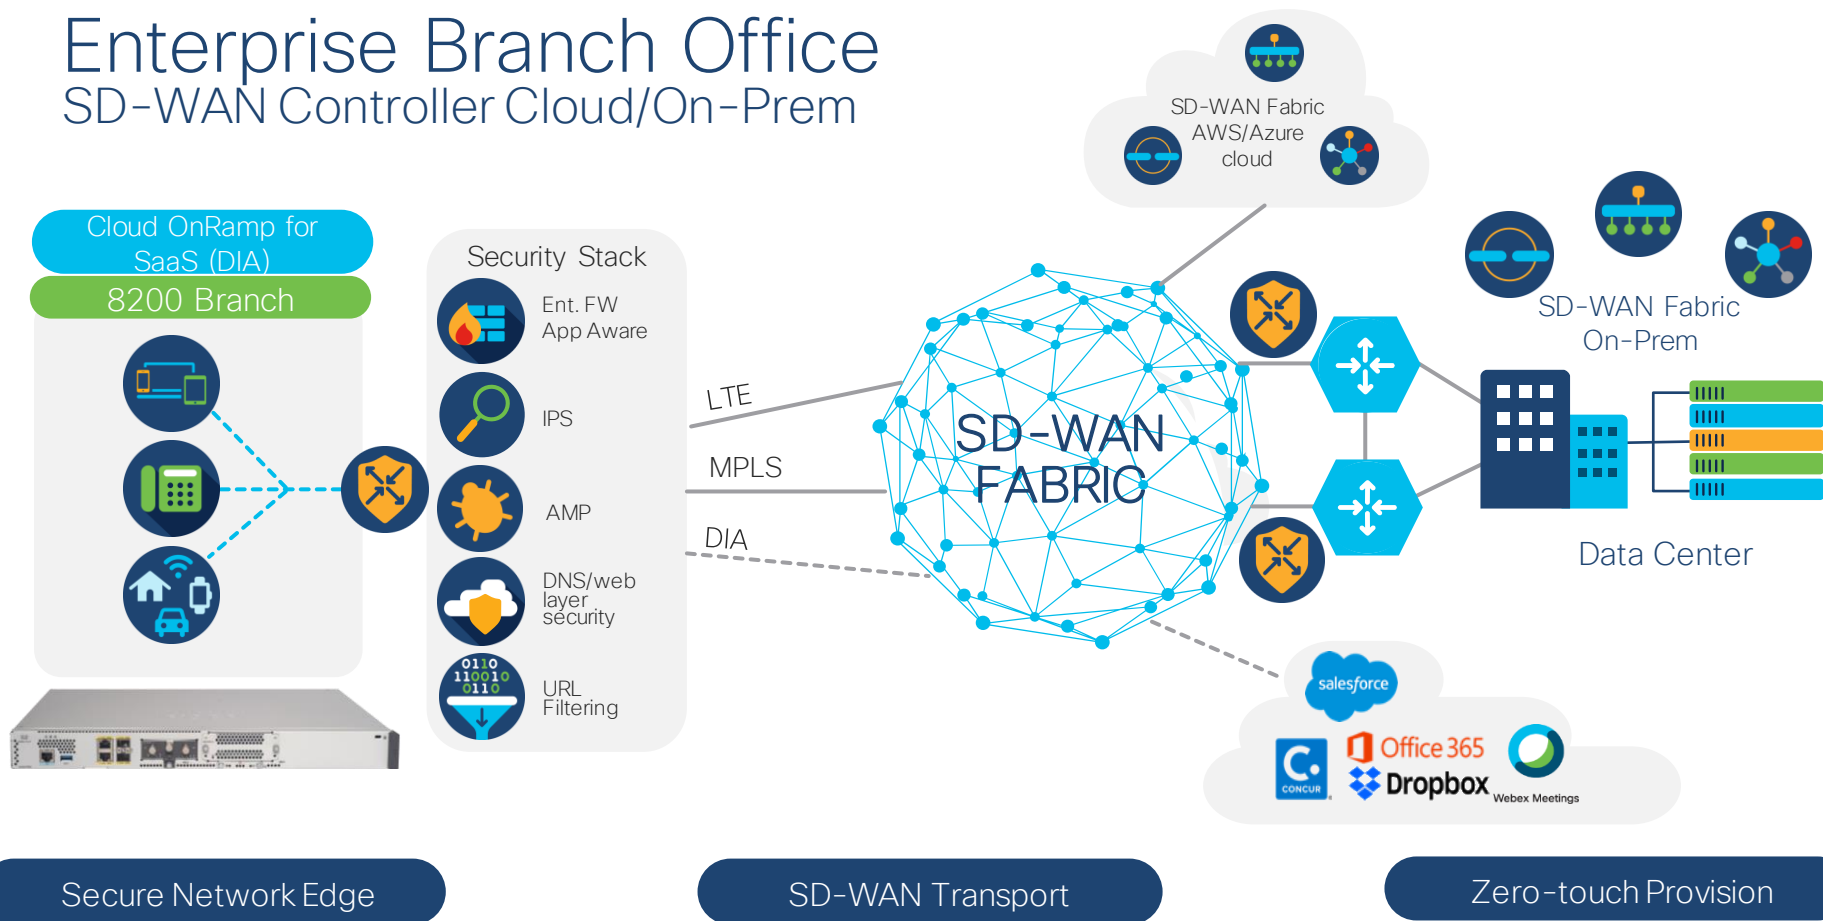 Enterprise Branch Office
SD-WAN Controller Cloud/On-Prem
SD-WAN Fabric
AWS/Azure
cloud
Cloud OnRamp for
SaaS (DIA)
8200 Branch
Security Stack
Ent. FW
App Aware
IPS
AMP
DNS/web
layer
security
0110
110010
0110
URL
Filtering
LTE
MPLS
DIA
SD-WAN
FABRIC
SD-WAN Fabric
On-Prem
Data Center
salesforce
C.
CONCUR
Office 365
Dropbox
Webex Meetings
Secure Network Edge
SD-WAN Transport
Zero-touch Provision